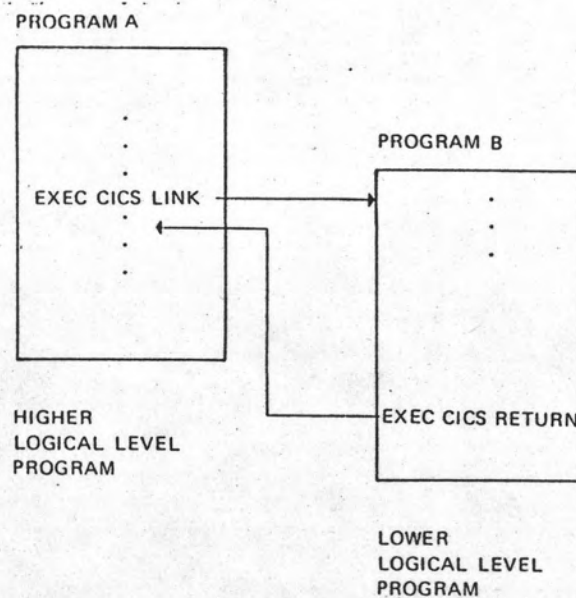 PROGRAM A
PROGRAM B
EXEC CICS LINK
EXEC CICS RETURN
HIGHER
LOGICAL LEVEL
PROGRAM
LOWER
LOGICAL LEVEL
PROGRAM